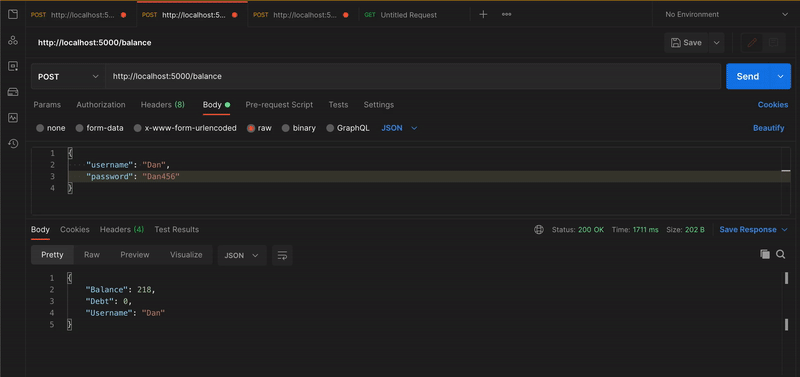 POST http://localhost:5... POST http://localhost:5... POST http://localhost:5... GET Untitled Request No Environment
http://localhost:5000/balance Save
POST http://localhost:5000/balance Send
Params Authorization Headers (8) Body Pre-request Script Tests Settings Cookies
none form-data x-www-form-urlencoded raw binary GraphQL JSON Beautify
1 {
2 "username": "Dan",
3 "password": "Dan456"
4 }
Body Cookies Headers (4) Test Results Status: 200 OK Time: 1711 ms Size: 202 B Save Response
Pretty Raw Preview Visualize JSON
1 {
2 "Balance": 218,
3 "Debt": 0,
4 "Username": "Dan"
5 }